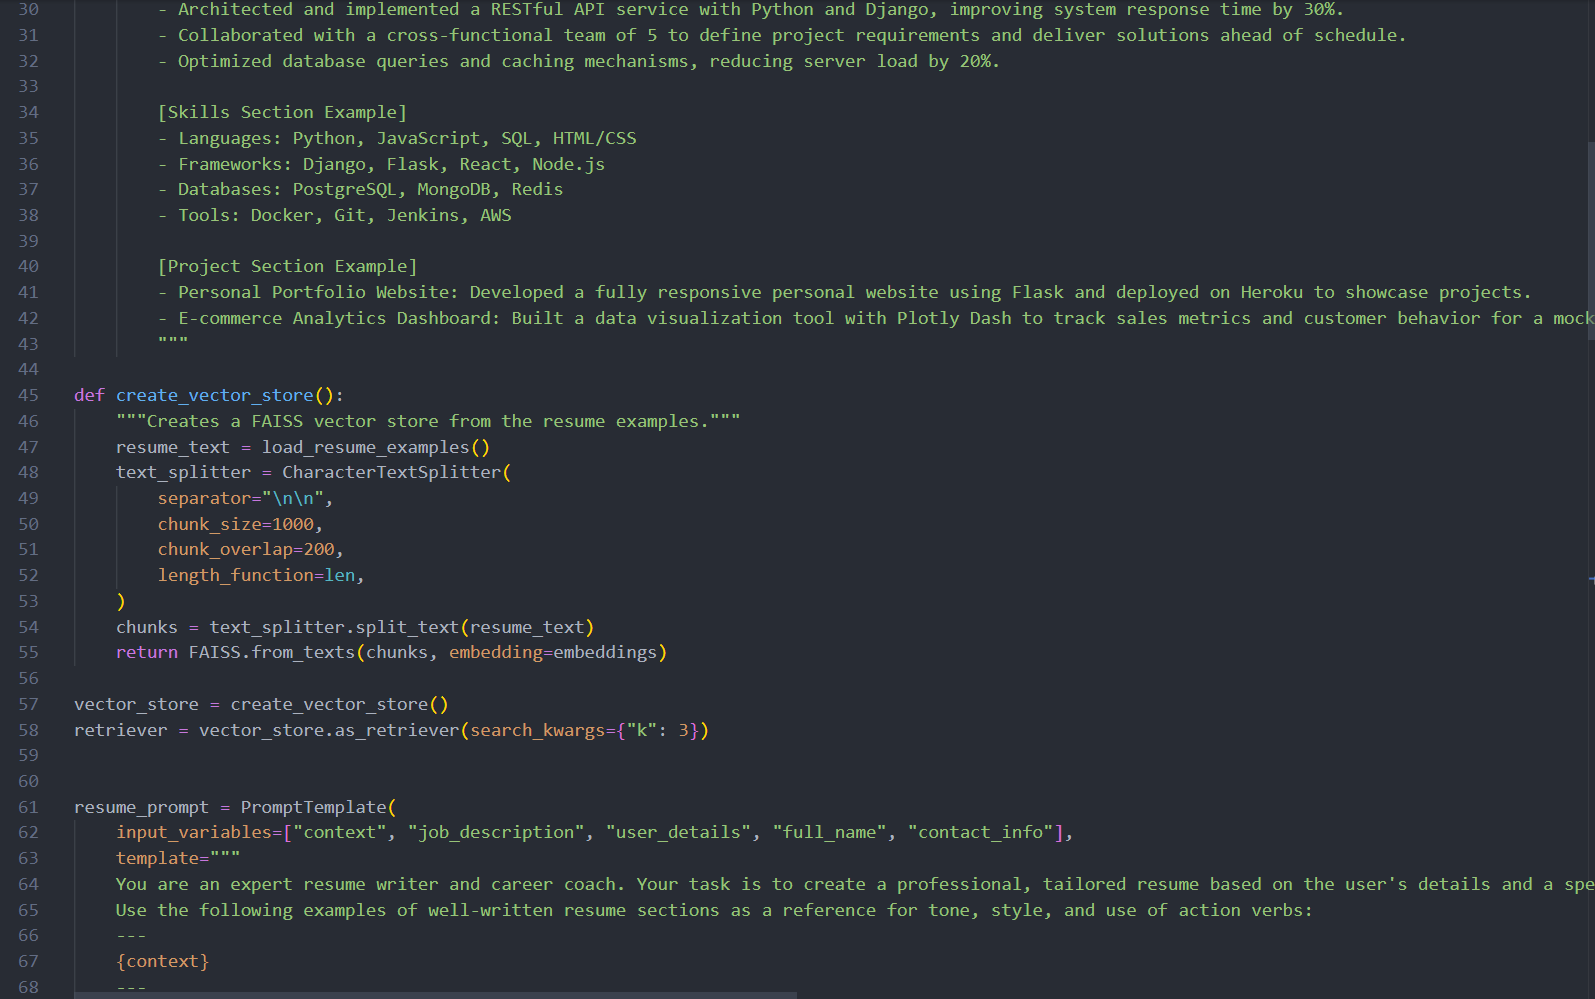 30 - Architected and implemented a RESTful API service with Python and Django, improving system response time by 30%.
31 - Collaborated with a cross-functional team of 5 to define project requirements and deliver solutions ahead of schedule.
32 - Optimized database queries and caching mechanisms, reducing server load by 20%.
33
34 [Skills Section Example]
35 - Languages: Python, JavaScript, SQL, HTML/CSS
36 - Frameworks: Django, Flask, React, Node.js
37 - Databases: PostgreSQL, MongoDB, Redis
38 - Tools: Docker, Git, Jenkins, AWS
39
40 [Project Section Example]
41 - Personal Portfolio Website: Developed a fully responsive personal website using Flask and deployed on Heroku to showcase projects.
42 - E-commerce Analytics Dashboard: Built a data visualization tool with Plotly Dash to track sales metrics and customer behavior for a mock
43 """
44
45 def create_vector_store():
46 """Creates a FAISS vector store from the resume examples."""
47 resume_text = load_resume_examples()
48 text_splitter = CharacterTextSplitter(
49 separator="\n\n",
50 chunk_size=1000,
51 chunk_overlap=200,
52 length_function=len,
53 )
54 chunks = text_splitter.split_text(resume_text)
55 return FAISS.from_texts(chunks, embedding=embeddings)
56
57 vector_store = create_vector_store()
58 retriever = vector_store.as_retriever(search_kwargs={"k": 3})
59
60
61 resume_prompt = PromptTemplate(
62 input_variables=["context", "job_description", "user_details", "full_name", "contact_info"],
63 template="""
64 You are an expert resume writer and career coach. Your task is to create a professional, tailored resume based on the user's details and a spe
65 Use the following examples of well-written resume sections as a reference for tone, style, and use of action verbs:
66 ---
67 {context}
68 ---